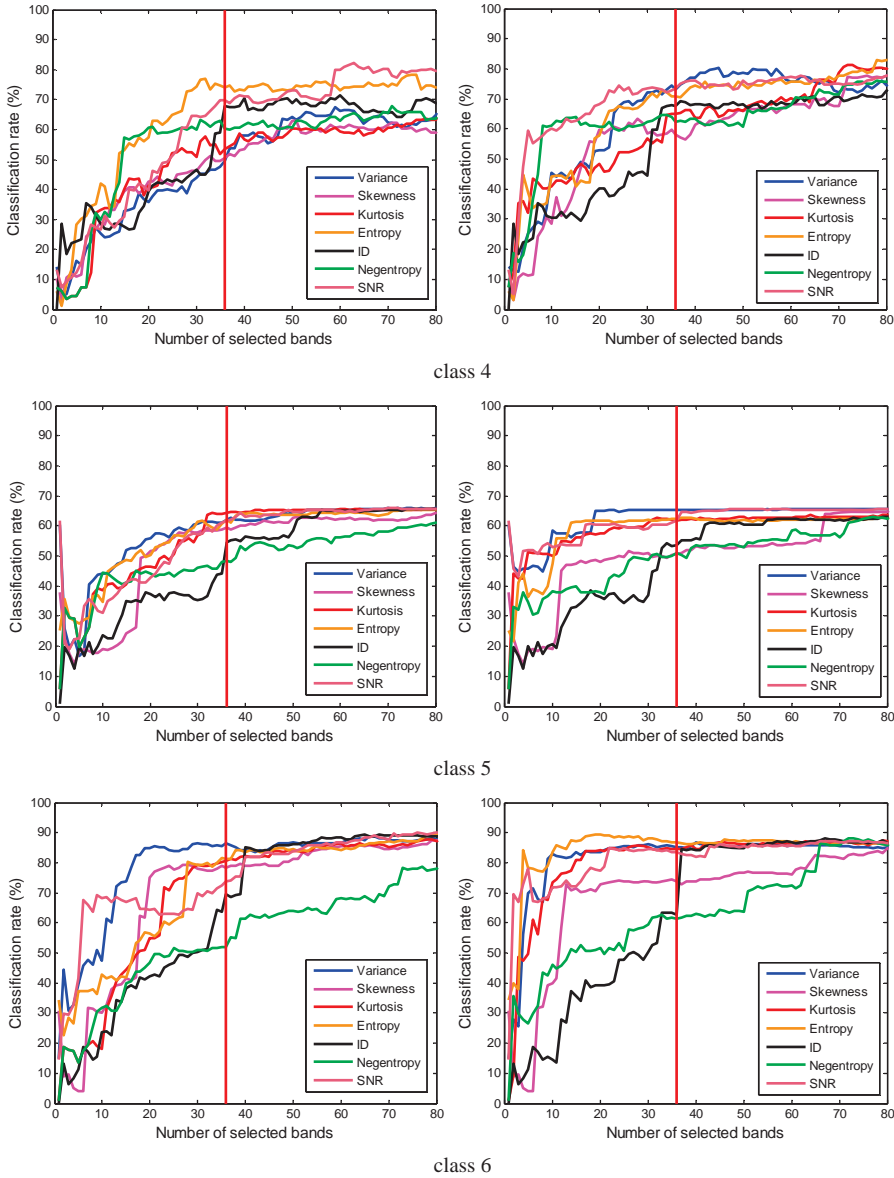 100
90
80
70
60
50
40
30
20
10
0
Classification rate (%)
Variance
Skewness
Kurtosis
Entropy
ID
Negentropy
SNR
0 10 20 30 40 50 60 70 80
Number of selected bands
100
90
80
70
60
50
40
30
20
10
0
Classification rate (%)
Variance
Skewness
Kurtosis
Entropy
ID
Negentropy
SNR
0 10 20 30 40 50 60 70 80
Number of selected bands
class 4
100
90
80
70
60
50
40
30
20
10
0
Classification rate (%)
Variance
Skewness
Kurtosis
Entropy
ID
Negentropy
SNR
0 10 20 30 40 50 60 70 80
Number of selected bands
100
90
80
70
60
50
40
30
20
10
0
Classification rate (%)
Variance
Skewness
Kurtosis
Entropy
ID
Negentropy
SNR
0 10 20 30 40 50 60 70 80
Number of selected bands
class 5
100
90
80
70
60
50
40
30
20
10
0
Classification rate (%)
Variance
Skewness
Kurtosis
Entropy
ID
Negentropy
SNR
0 10 20 30 40 50 60 70 80
Number of selected bands
100
90
80
70
60
50
40
30
20
10
0
Classification rate (%)
Variance
Skewness
Kurtosis
Entropy
ID
Negentropy
SNR
0 10 20 30 40 50 60 70 80
Number of selected bands
class 6